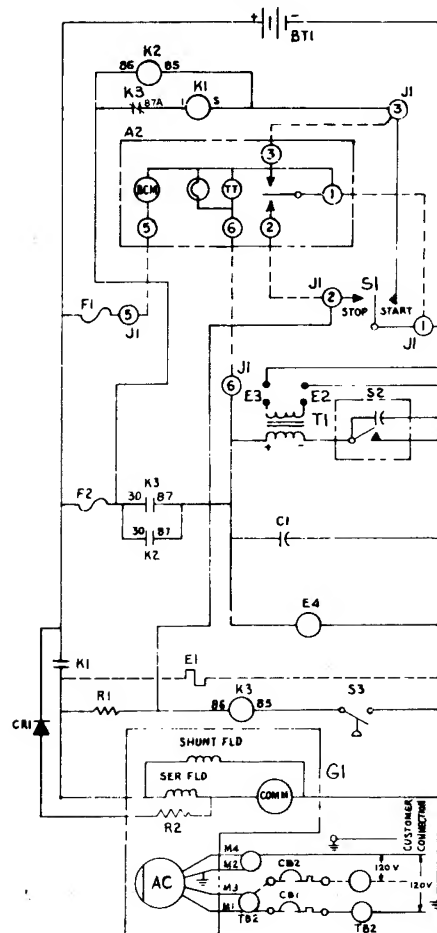 + -
BT1
K2
86 85
K3 K1
87A 1 S
J1
3
A2
3
BCM TT 1
5 6 2
F1 5
J1
J1 S1
2 STOP START 1
J1
J1
6
E3 E2
T1 S2
+ -
F2
K3
30 87
30 87
K2
C1
E4
K1
E1
R1
K3
86 85
S3
CR1
SHUNT FLD
SER FLD
G1
COMM
R2
CUSTOMER CONNECTION
M4
M2
AC
M3
M1
CB2
CB1
TB2
TB2
120V
120V